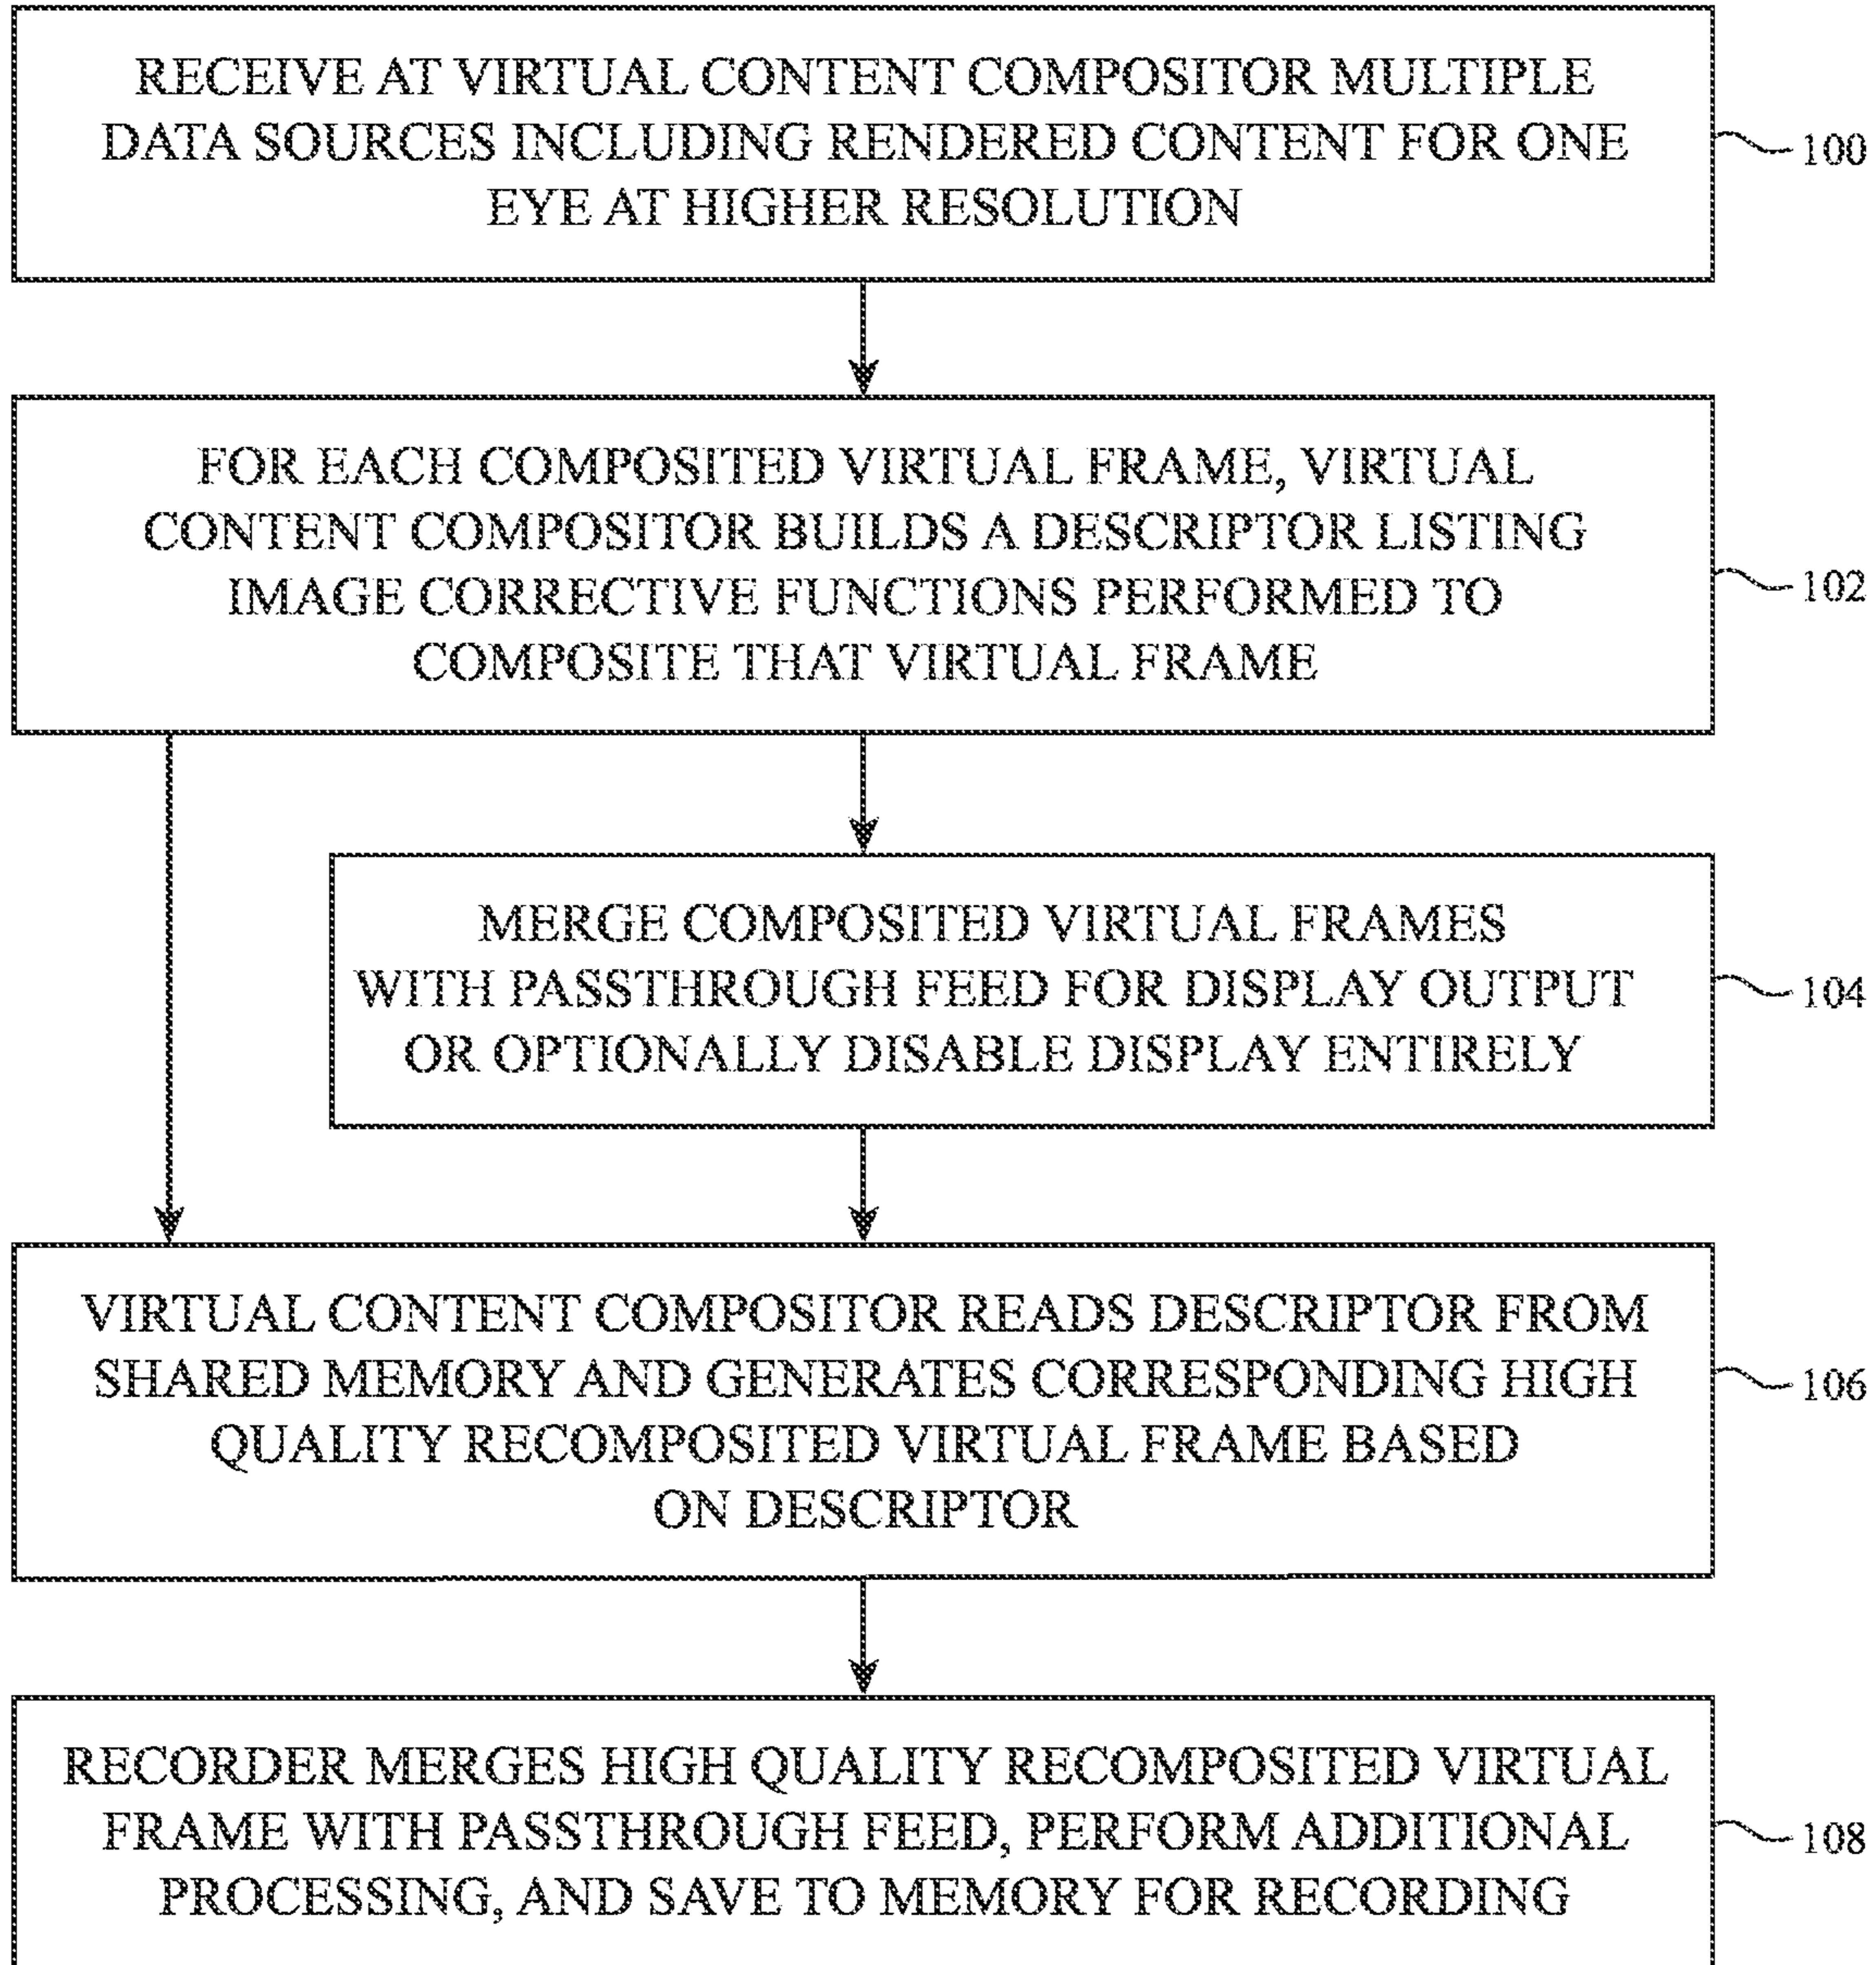 RECEIVE AT VIRTUAL CONTENT COMPOSITOR MULTIPLE
DATA SOURCES INCLUDING RENDERED CONTENT FOR ONE
EYE AT HIGHER RESOLUTION
100
FOR EACH COMPOSITED VIRTUAL FRAME, VIRTUAL
CONTENT COMPOSITOR BUILDS A DESCRIPTOR LISTING
IMAGE CORRECTIVE FUNCTIONS PERFORMED TO
COMPOSITE THAT VIRTUAL FRAME
102
MERGE COMPOSITED VIRTUAL FRAMES
WITH PASSTHROUGH FEED FOR DISPLAY OUTPUT
OR OPTIONALLY DISABLE DISPLAY ENTIRELY
104
VIRTUAL CONTENT COMPOSITOR READS DESCRIPTOR FROM
SHARED MEMORY AND GENERATES CORRESPONDING HIGH
QUALITY RECOMPOSITED VIRTUAL FRAME BASED
ON DESCRIPTOR
106
RECORDER MERGES HIGH QUALITY RECOMPOSITED VIRTUAL
FRAME WITH PASSTHROUGH FEED, PERFORM ADDITIONAL
PROCESSING, AND SAVE TO MEMORY FOR RECORDING
108